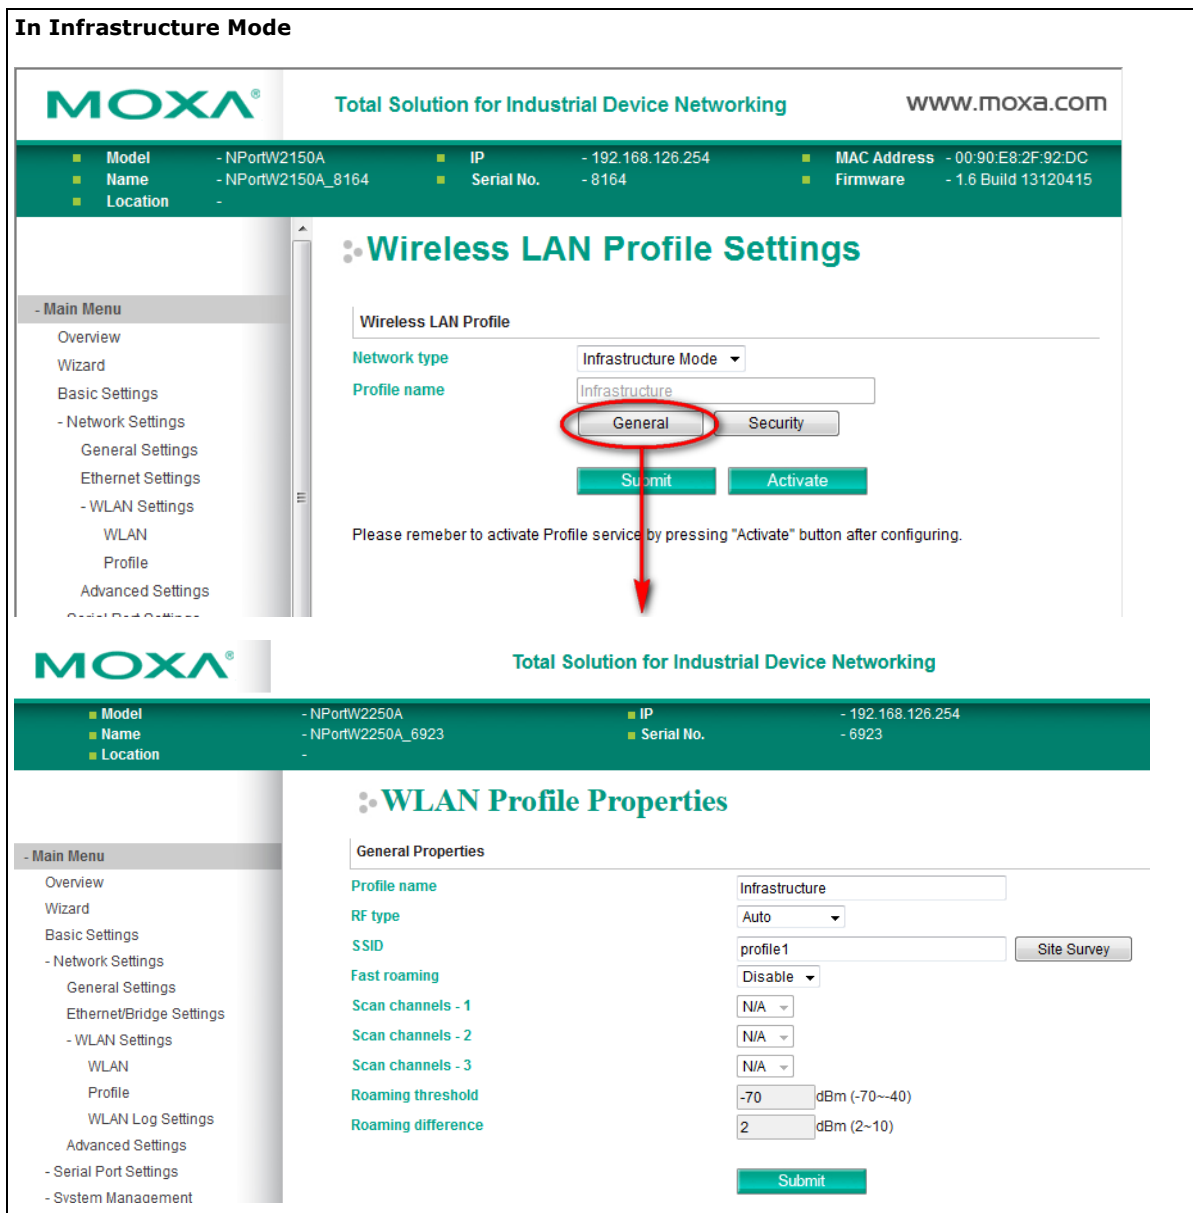 In Infrastructure Mode
MOXA®
Total Solution for Industrial Device Networking
www.moxa.com
Model - NPortW2150A IP - 192.168.126.254 MAC Address - 00:90:E8:2F:92:DC
Name - NPortW2150A_8164 Serial No. - 8164 Firmware - 1.6 Build 13120415
Location -
Wireless LAN Profile Settings
- Main Menu
Overview
Wizard
Basic Settings
- Network Settings
General Settings
Ethernet Settings
- WLAN Settings
WLAN
Profile
Advanced Settings
Serial Port Settings
Wireless LAN Profile
Network type Infrastructure Mode
Profile name Infrastructure
General Security
Submit Activate
Please remeber to activate Profile service by pressing "Activate" button after configuring.
MOXA®
Total Solution for Industrial Device Networking
Model - NPortW2250A IP - 192.168.126.254
Name - NPortW2250A_6923 Serial No. - 6923
Location -
WLAN Profile Properties
- Main Menu
Overview
Wizard
Basic Settings
- Network Settings
General Settings
Ethernet/Bridge Settings
- WLAN Settings
WLAN
Profile
WLAN Log Settings
Advanced Settings
- Serial Port Settings
- System Management
General Properties
Profile name Infrastructure
RF type Auto
SSID profile1 Site Survey
Fast roaming Disable
Scan channels - 1 N/A
Scan channels - 2 N/A
Scan channels - 3 N/A
Roaming threshold -70 dBm (-70~-40)
Roaming difference 2 dBm (2~10)
Submit